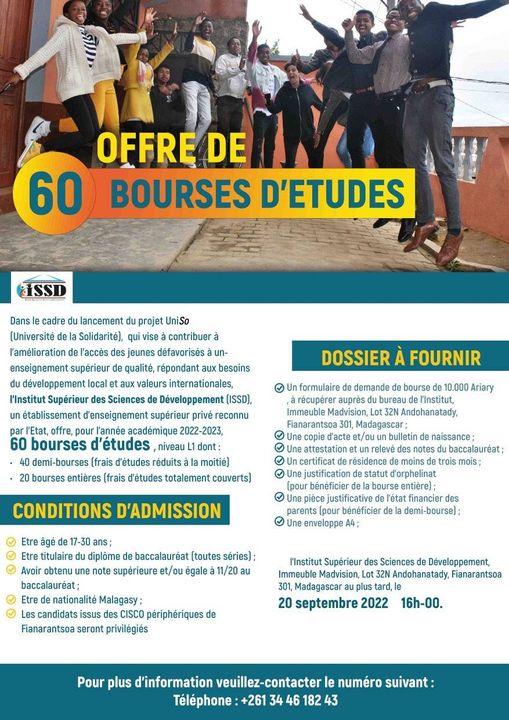 OFFRE DE
60 BOURSES D'ETUDES
iSSD
Dans le cadre du lancement du projet UniSo
(Université de la Solidarité), qui vise à contribuer à
l'amélioration de l'accès des jeunes défavorisés à un-
enseignement supérieur de qualité, répondant aux besoins
du développement local et aux valeurs internationales,
l'Institut Supérieur des Sciences de Développement (ISSD),
un établissement d'enseignement supérieur privé reconnu
par l'Etat, offre, pour l'année académique 2022-2023,
60 bourses d'études, niveau L1 dont :
• 40 demi-bourses (frais d'études réduits à la moitié)
• 20 bourses entières (frais d'études totalement couverts)
CONDITIONS D'ADMISSION
Etre âgé de 17-30 ans ;
Etre titulaire du diplôme de baccalauréat (toutes séries) ;
Avoir obtenu une note supérieure et/ou égale à 11/20 au
baccalauréat ;
Etre de nationalité Malagasy ;
Les candidats issus des CISCO périphériques de
Fianarantsoa seront privilégiés
DOSSIER À FOURNIR
Un formulaire de demande de bourse de 10.000 Ariary
, à récupérer auprès du bureau de l'Institut,
Immeuble Madvision, Lot 32N Andohanatady,
Fianarantsoa 301, Madagascar ;
Une copie d'acte et/ou un bulletin de naissance ;
Une attestation et un relevé des notes du baccalauréat ;
Un certificat de résidence de moins de trois mois ;
Une justification de statut d'orphelinat
(pour bénéficier de la bourse entière) ;
Une pièce justificative de l'état financier des
parents (pour bénéficier de la demi-bourse) ;
Une enveloppe A4 ;
l'Institut Supérieur des Sciences de Développement,
Immeuble Madvision, Lot 32N Andohanatady, Fianarantsoa
301, Madagascar au plus tard, le
20 septembre 2022 16h-00.
Pour plus d'information veuillez-contacter le numéro suivant :
Téléphone : +261 34 46 182 43